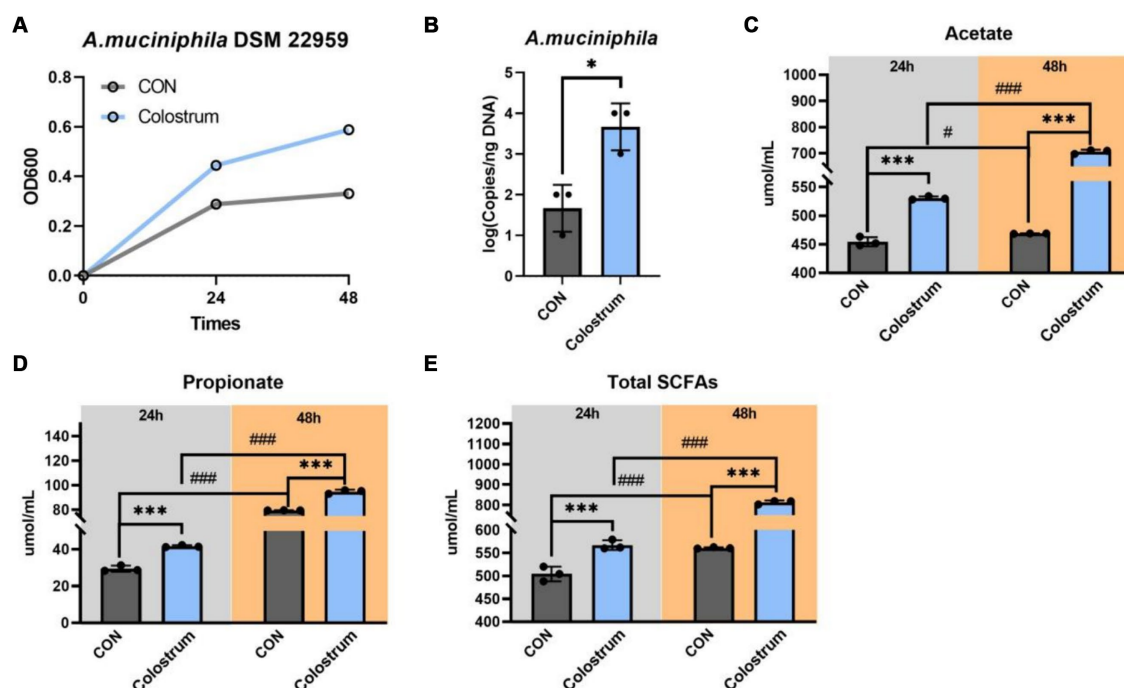 A
A.muciniphila DSM 22959
0.8
0.6
0.4
0.2
0.0
OD600
CON
Colostrum
0
24
48
Times
B
A.muciniphila
*
5
4
3
2
1
0
log(Copies/ng DNA)
CON
Colostrum
C
Acetate
24h
48h
1000
900
800
700
550
500
450
400
umol/mL
###
#
***
***
CON
Colostrum
CON
Colostrum
D
Propionate
24h
48h
140
120
100
80
40
20
0
umol/mL
###
###
***
***
CON
Colostrum
CON
Colostrum
E
Total SCFAs
24h
48h
1200
1100
1000
900
800
600
550
500
450
400
umol/mL
###
###
***
***
CON
Colostrum
CON
Colostrum